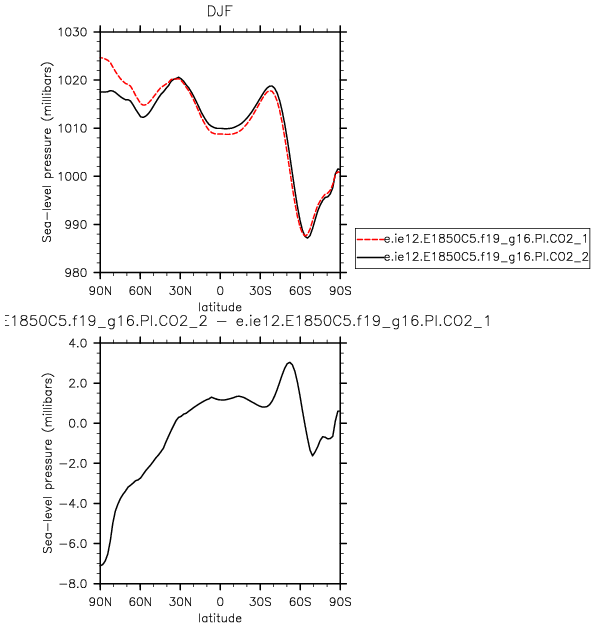 DJF
1030
1020
1010
1000
990
980
Sea-level pressure (millibars)
90N 60N 30N 0 30S 60S 90S
latitude
e.ie12.E1850C5.f19_g16.PI.CO2_1
e.ie12.E1850C5.f19_g16.PI.CO2_2
E1850C5.f19_g16.PI.CO2_2 - e.ie12.E1850C5.f19_g16.PI.CO2_1
4.0
2.0
0.0
-2.0
-4.0
-6.0
-8.0
Sea-level pressure (millibars)
90N 60N 30N 0 30S 60S 90S
latitude